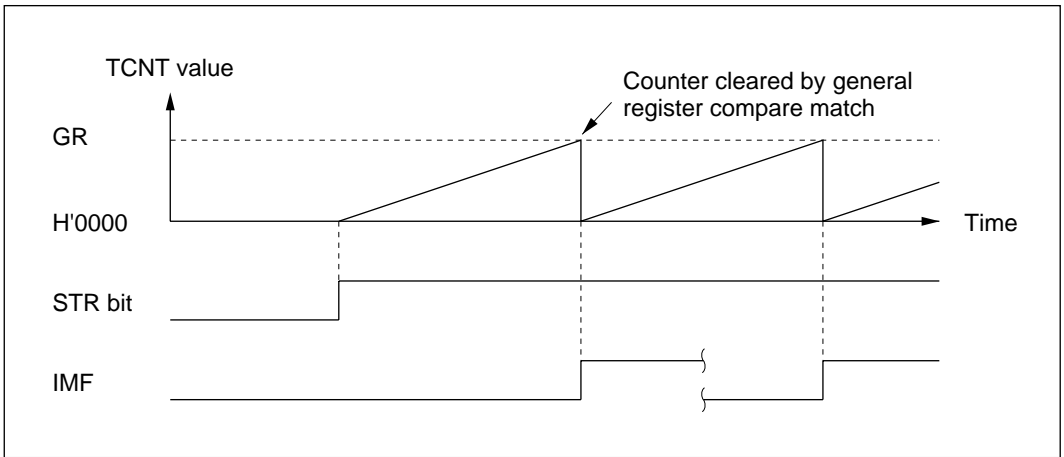 TCNT value
Counter cleared by general
register compare match
GR
H'0000
Time
STR bit
IMF